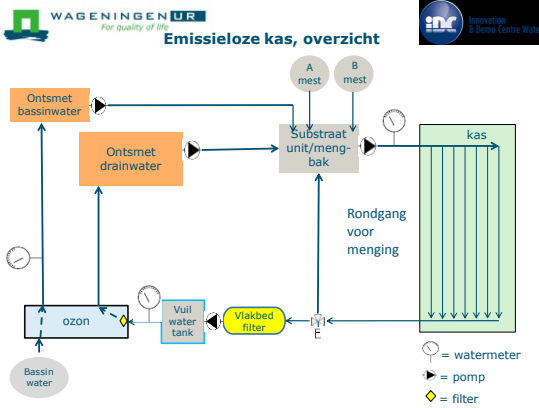 WAGENINGEN UR
For quality of life
Innovation
& Demo Centre Wate
Emissieloze kas, overzicht
A
mest
B
mest
Ontsmet
bassinwater
Ontsmet
drainwater
Substraat
unit/meng-
bak
kas
Rondgang
voor
menging
ozon
Vuil
water
tank
Vlakbed
filter
E
Bassin
water
= watermeter
= pomp
= filter